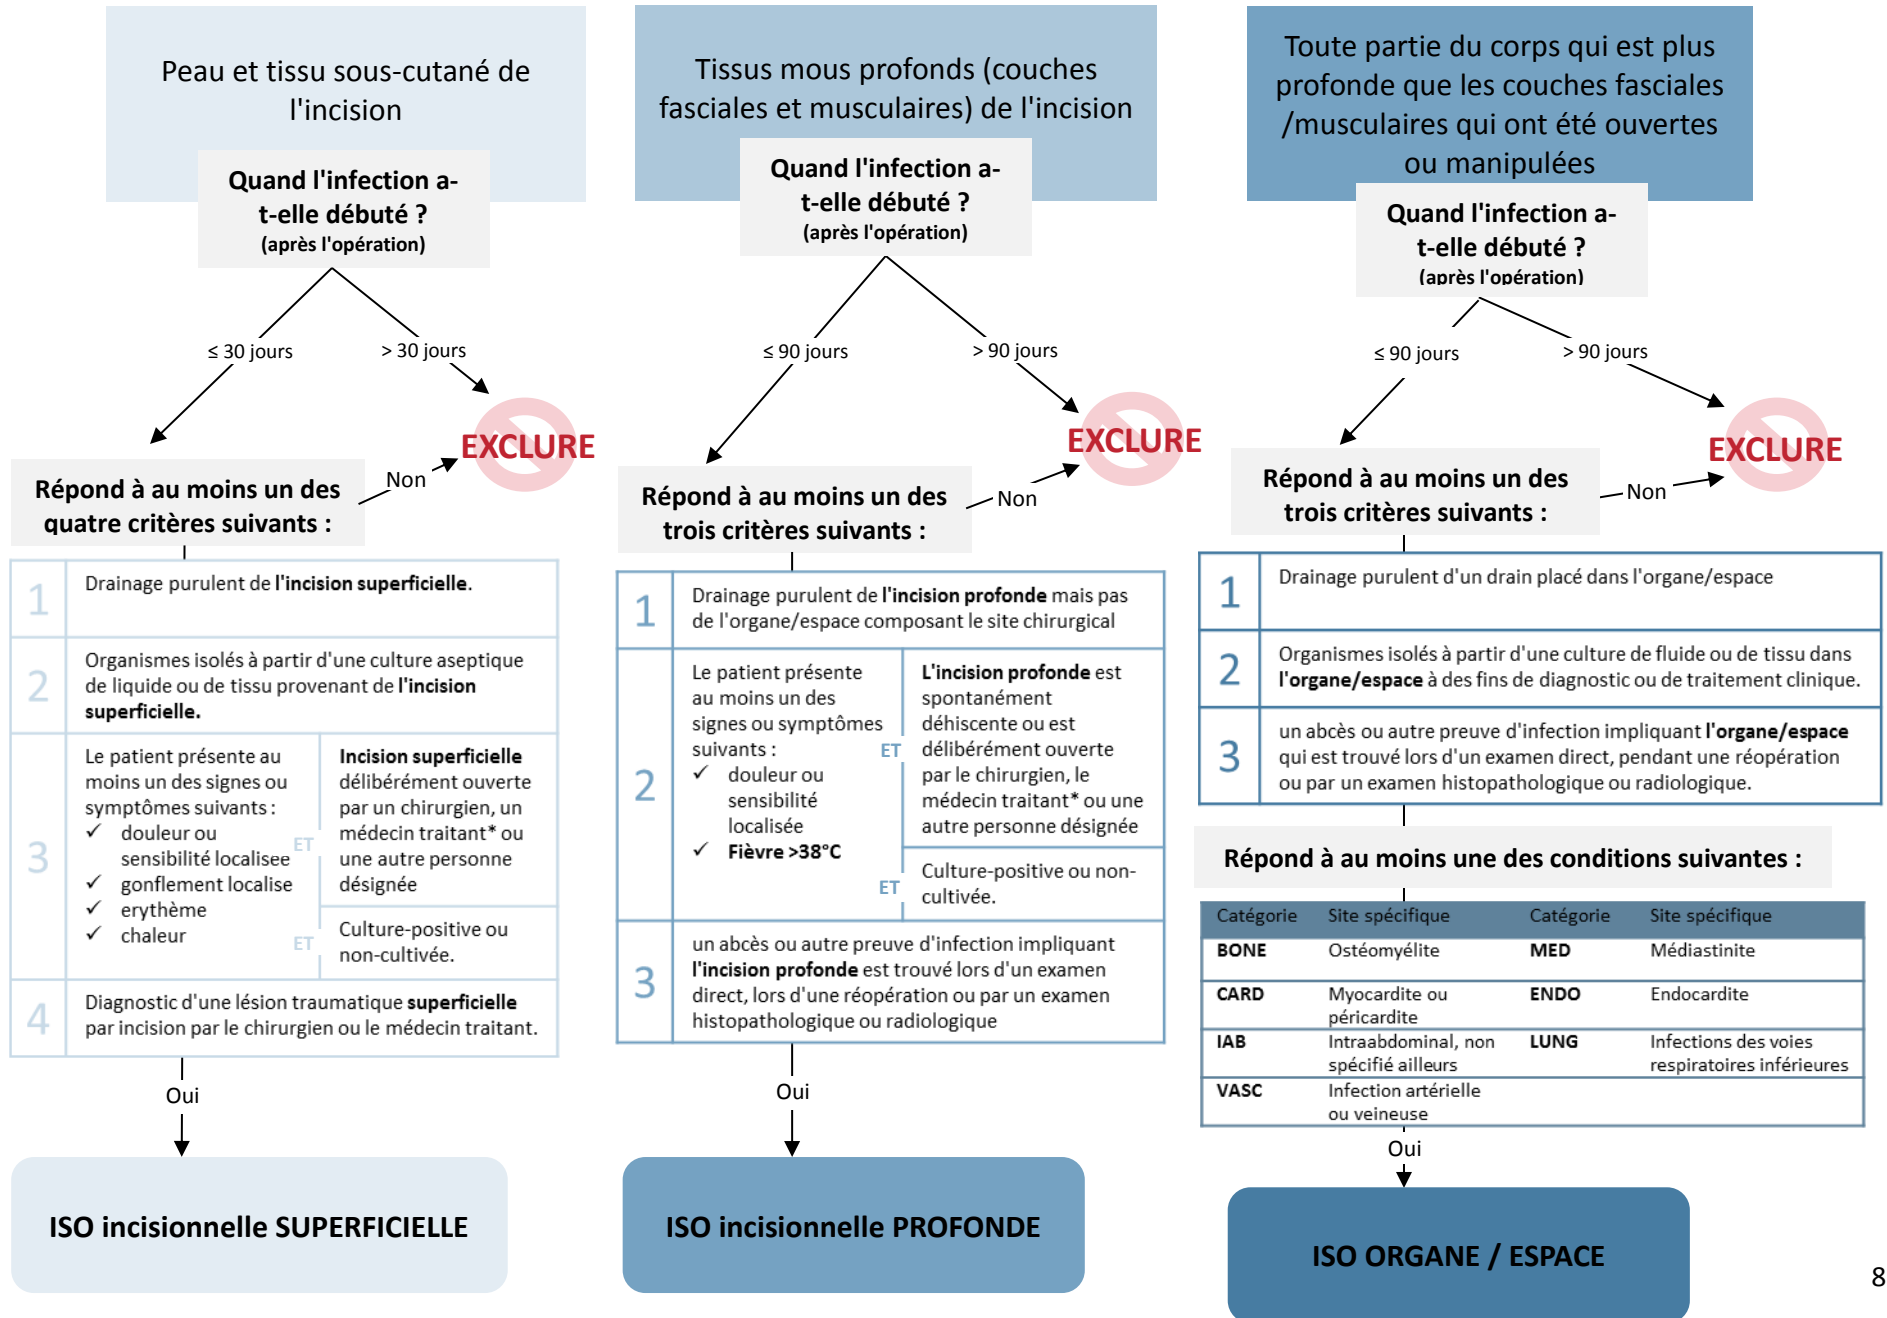 Peau et tissu sous-cutané de
l'incision
Quand l'infection a-
t-elle débuté ?
(après l'opération)
≤ 30 jours
> 30 jours
EXCLURE
Non
Répond à au moins un des
quatre critères suivants :
1
Drainage purulent de l'incision superficielle.
2
Organismes isolés à partir d'une culture aseptique
de liquide ou de tissu provenant de l'incision
superficielle.
3
Le patient présente au
moins un des signes ou
symptômes suivants :
✓ douleur ou
sensibilité localisee
✓ gonflement localise
✓ erythème
✓ chaleur
ET
Incision superficielle
délibérément ouverte
par un chirurgien, un
médecin traitant* ou
une autre personne
désignée
ET
Culture-positive ou
non-cultivée.
4
Diagnostic d'une lésion traumatique superficielle
par incision par le chirurgien ou le médecin traitant.
Oui
ISO incisionnelle SUPERFICIELLE
Tissus mous profonds (couches
fasciales et musculaires) de l'incision
Quand l'infection a-
t-elle débuté ?
(après l'opération)
≤ 90 jours
> 90 jours
EXCLURE
Non
Répond à au moins un des
trois critères suivants :
1
Drainage purulent de l'incision profonde mais pas
de l'organe/espace composant le site chirurgical
2
Le patient présente
au moins un des
signes ou symptômes
suivants :
✓ douleur ou
sensibilité
localisée
✓ Fièvre >38°C
ET
L'incision profonde est
spontanément
déhiscente ou est
délibérément ouverte
par le chirurgien, le
médecin traitant* ou une
autre personne désignée
ET
Culture-positive ou non-
cultivée.
3
un abcès ou autre preuve d'infection impliquant
l'incision profonde est trouvé lors d'un examen
direct, lors d'une réopération ou par un examen
histopathologique ou radiologique
Oui
ISO incisionnelle PROFONDE
Toute partie du corps qui est plus
profonde que les couches fasciales
/musculaires qui ont été ouvertes
ou manipulées
Quand l'infection a-
t-elle débuté ?
(après l'opération)
≤ 90 jours
> 90 jours
EXCLURE
Non
Répond à au moins un des
trois critères suivants :
1
Drainage purulent d'un drain placé dans l'organe/espace
2
Organismes isolés à partir d'une culture de fluide ou de tissu dans
l'organe/espace à des fins de diagnostic ou de traitement clinique.
3
un abcès ou autre preuve d'infection impliquant l'organe/espace
qui est trouvé lors d'un examen direct, pendant une réopération
ou par un examen histopathologique ou radiologique.
Répond à au moins une des conditions suivantes :
Catégorie Site spécifique Catégorie Site spécifique
BONE Ostéomyélite MED Médiastinite
CARD Myocardite ou ENDO Endocardite
péricardite
IAB Intraabdominal, non LUNG Infections des voies
spécifié ailleurs respiratoires inférieures
VASC Infection artérielle
ou veineuse
Oui
ISO ORGANE / ESPACE
8